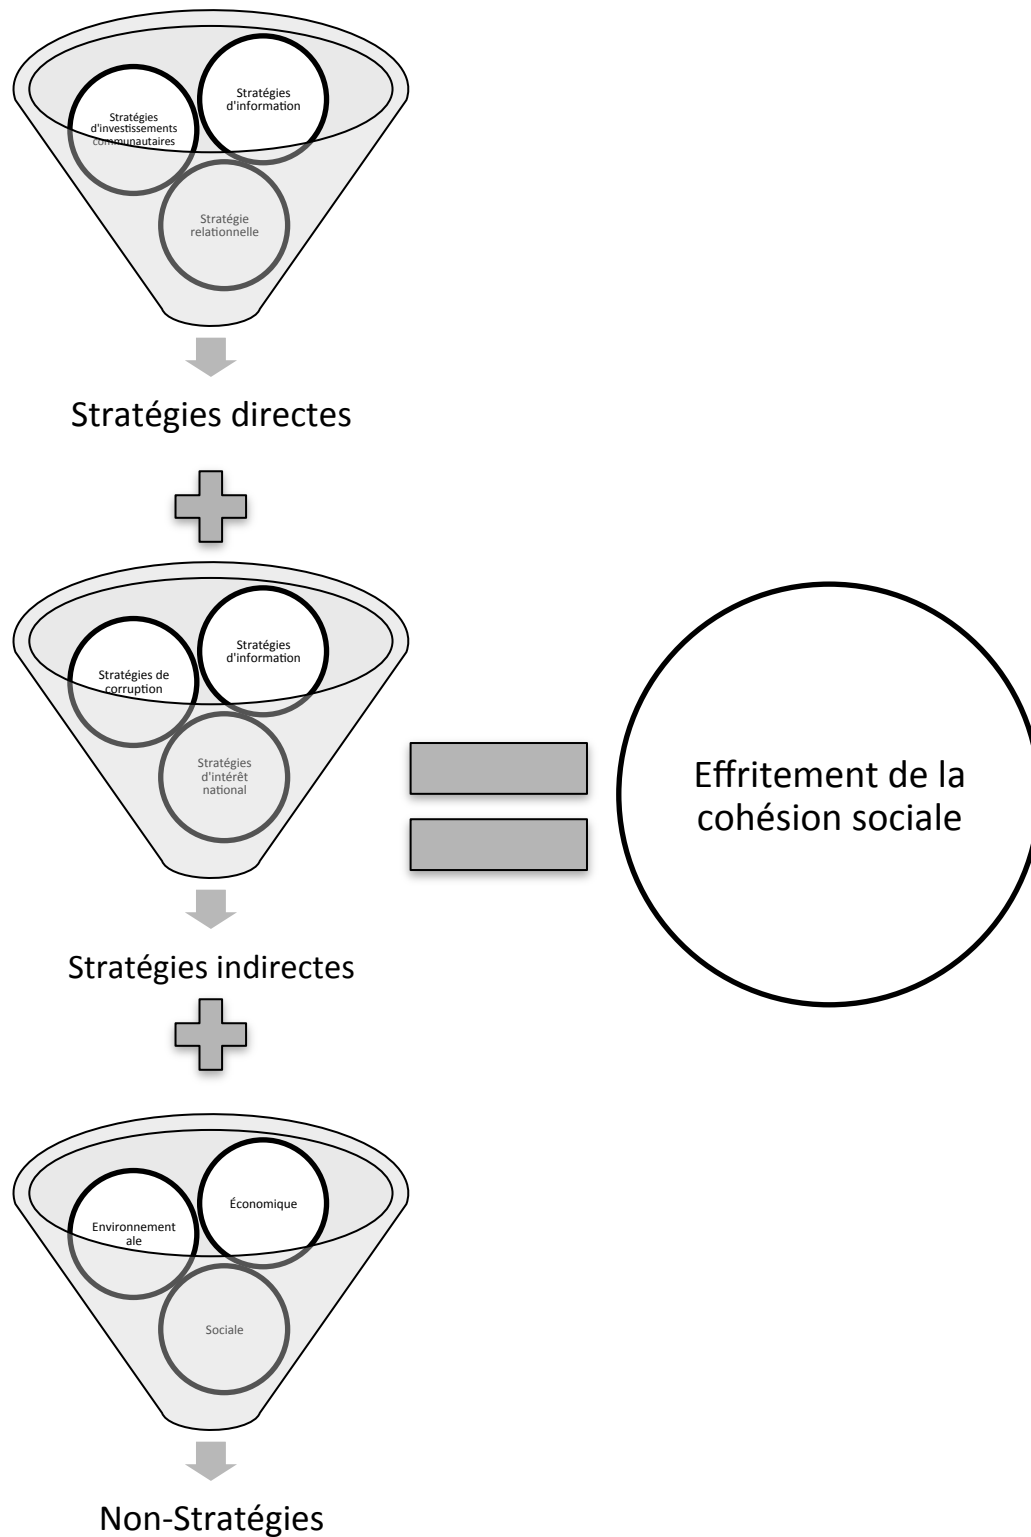 Stratégies
d'information
Stratégies
d'investissements
communautaires
Stratégie
relationnelle
Stratégies directes
Stratégies
d'information
Stratégies de
corruption
Stratégies
d'intérêt
national
Effritement de la
cohésion sociale
Stratégies indirectes
Économique
Environnement
ale
Sociale
Non-Stratégies